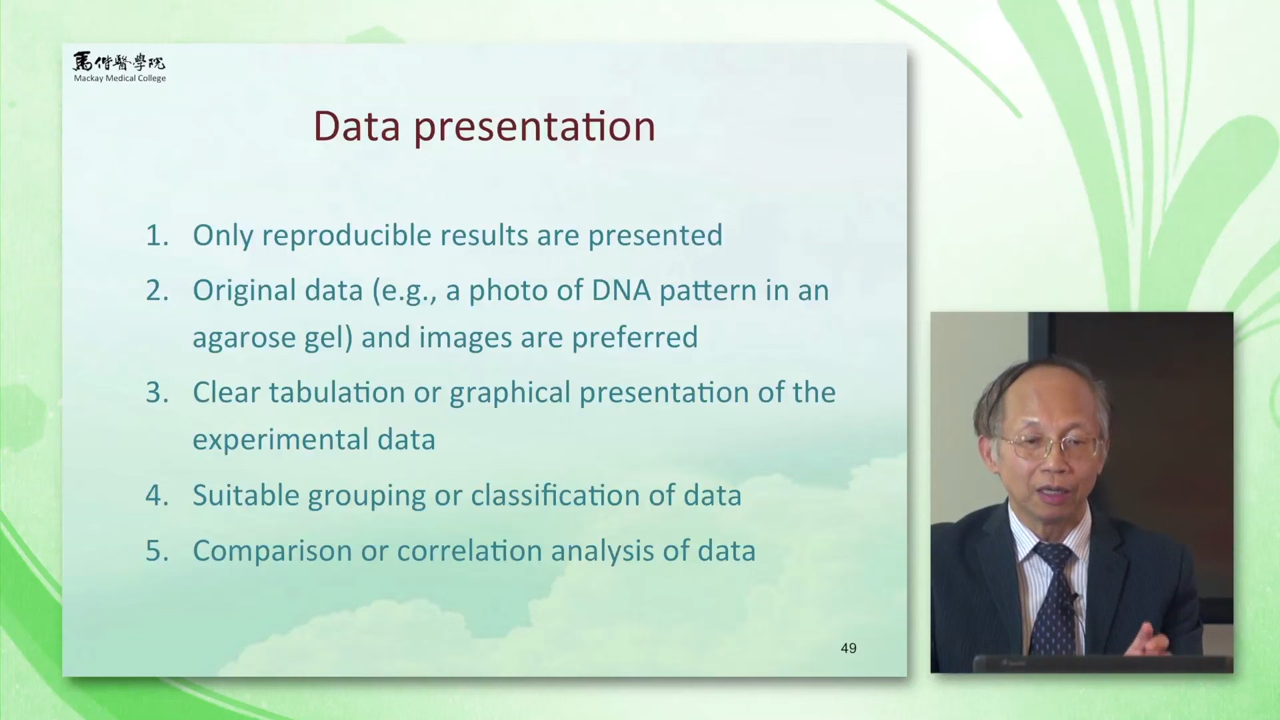 馬偕醫學院
Mackay Medical College
Data presentation
1. Only reproducible results are presented
2. Original data (e.g., a photo of DNA pattern in an
agarose gel) and images are preferred
3. Clear tabulation or graphical presentation of the
experimental data
4. Suitable grouping or classification of data
5. Comparison or correlation analysis of data
49